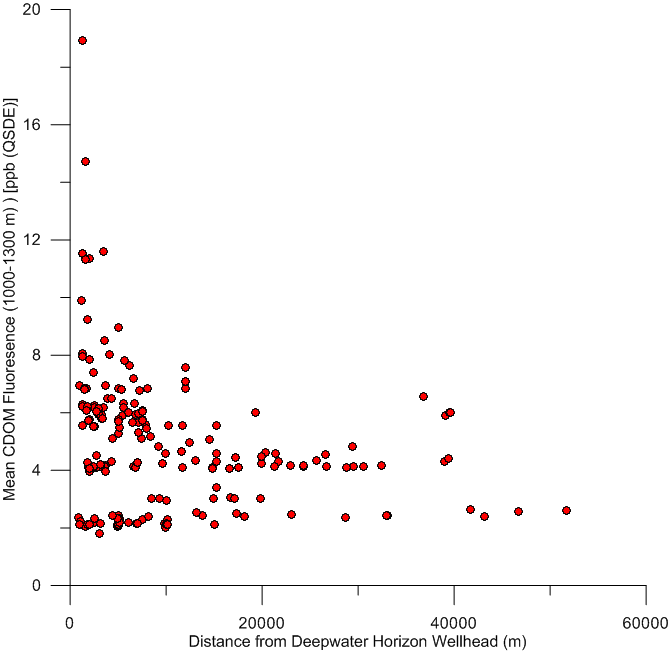 20
16
12
8
4
0
Mean CDOM Fluoresence (1000-1300 m) ) [ppb (QSDE)]
0 20000 40000 60000
Distance from Deepwater Horizon Wellhead (m)